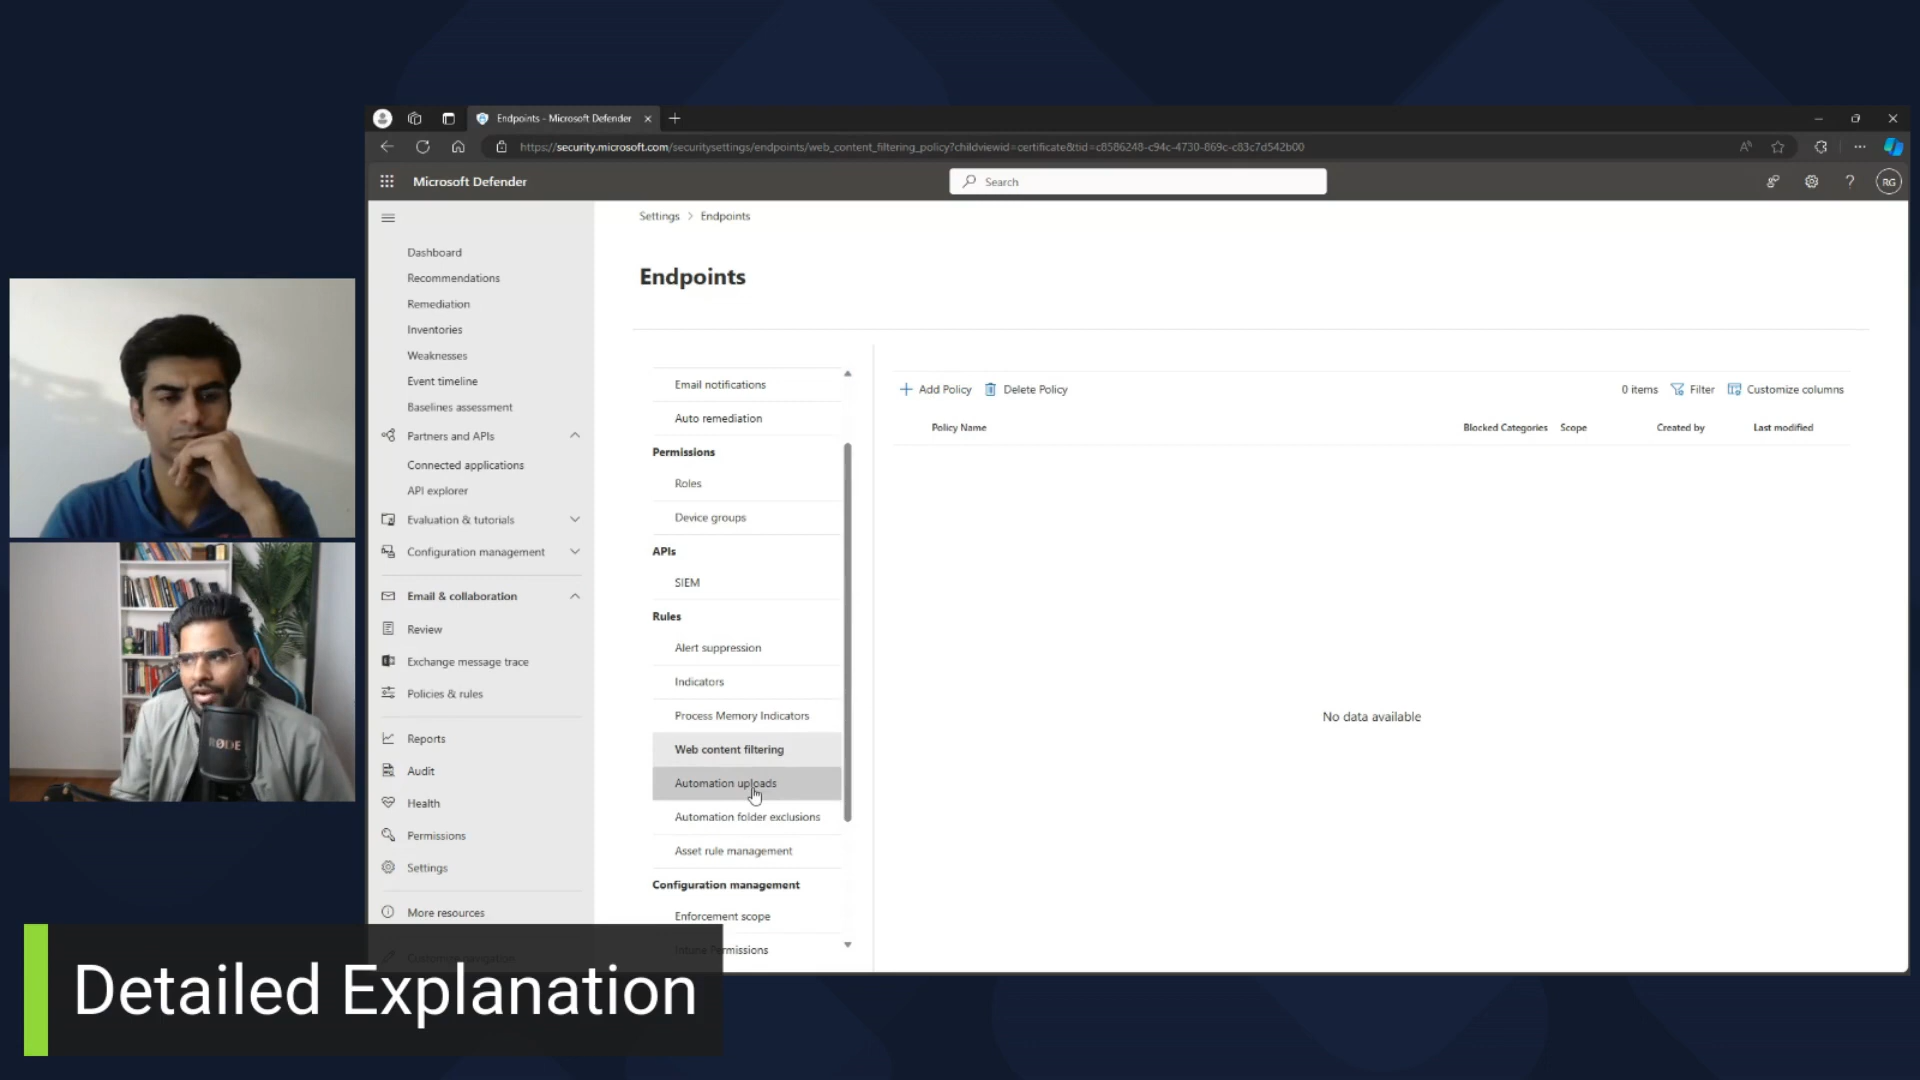 Endpoints - Microsoft Defender
https://security.microsoft.com/securitysettings/endpoints/web_content_filtering_policy?childviewid=certificate&tid=c8586248-c94c-4730-869c-c83c7d542b00
Microsoft Defender
Search
RG
Settings > Endpoints
Endpoints
Dashboard
Recommendations
Remediation
Inventories
Weaknesses
Event timeline
Baselines assessment
Partners and APIs
Connected applications
API explorer
Evaluation & tutorials
Configuration management
Email & collaboration
Review
Exchange message trace
Policies & rules
Reports
Audit
Health
Permissions
Settings
More resources
Customize navigation
Email notifications
Auto remediation
Permissions
Roles
Device groups
APIs
SIEM
Rules
Alert suppression
Indicators
Process Memory Indicators
Web content filtering
Automation uploads
Automation folder exclusions
Asset rule management
Configuration management
Enforcement scope
Intune Permissions
Add Policy
Delete Policy
0 items
Filter
Customize columns
Policy Name
Blocked Categories
Scope
Created by
Last modified
No data available
RØDE
Detailed Explanation